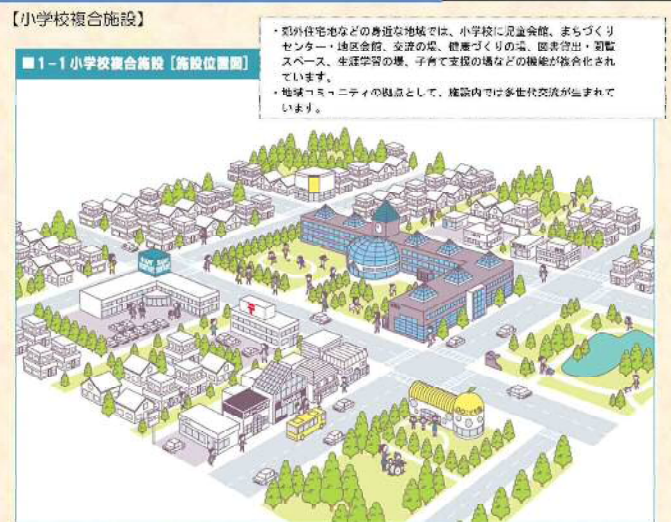 【小学校複合施設】
・郊外住宅地などの身近な地域では、小学校に児童会館、まちづくり
センター・地区会館、交流の場、健康づくりの場、図書貸出・閲覧
スペース、生涯学習の場、子育て支援の場などの機能が複合化され
ています。
・地域コミュニティの拠点として、施設内では多世代交流が生まれて
います。
■1-1小学校複合施設［施設位置図］
〒